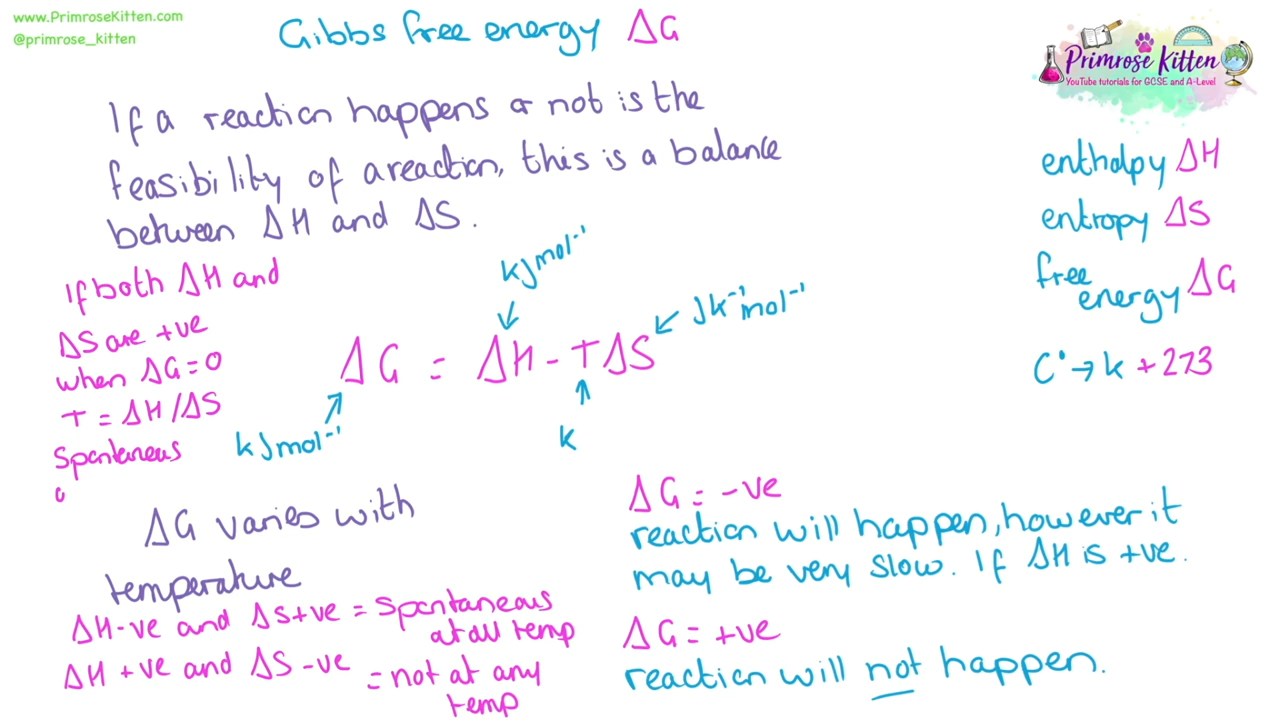 www.PrimroseKitten.com
@primrose_kitten
Gibbs free energy ΔG
Primrose Kitten
YouTube tutorials for GCSE and A-Level
If a reaction happens or not is the
feasibility of a reaction, this is a balance
between ΔH and ΔS.
enthalpy ΔH
entropy ΔS
free
energy ΔG
C° → k + 273
If both ΔH and
ΔS are +ve
when ΔG = 0
T = ΔH/ΔS
Spontaneous
kJmol⁻¹
Jk⁻¹mol⁻¹
ΔG = ΔH - TΔS
kJmol⁻¹
k
ΔG varies with
temperature
ΔH -ve and ΔS +ve = spontaneous
at all temp
ΔH +ve and ΔS -ve = not at any
temp
ΔG = -ve
reaction will happen, however it
may be very slow. If ΔH is +ve.
ΔG = +ve
reaction will not happen.